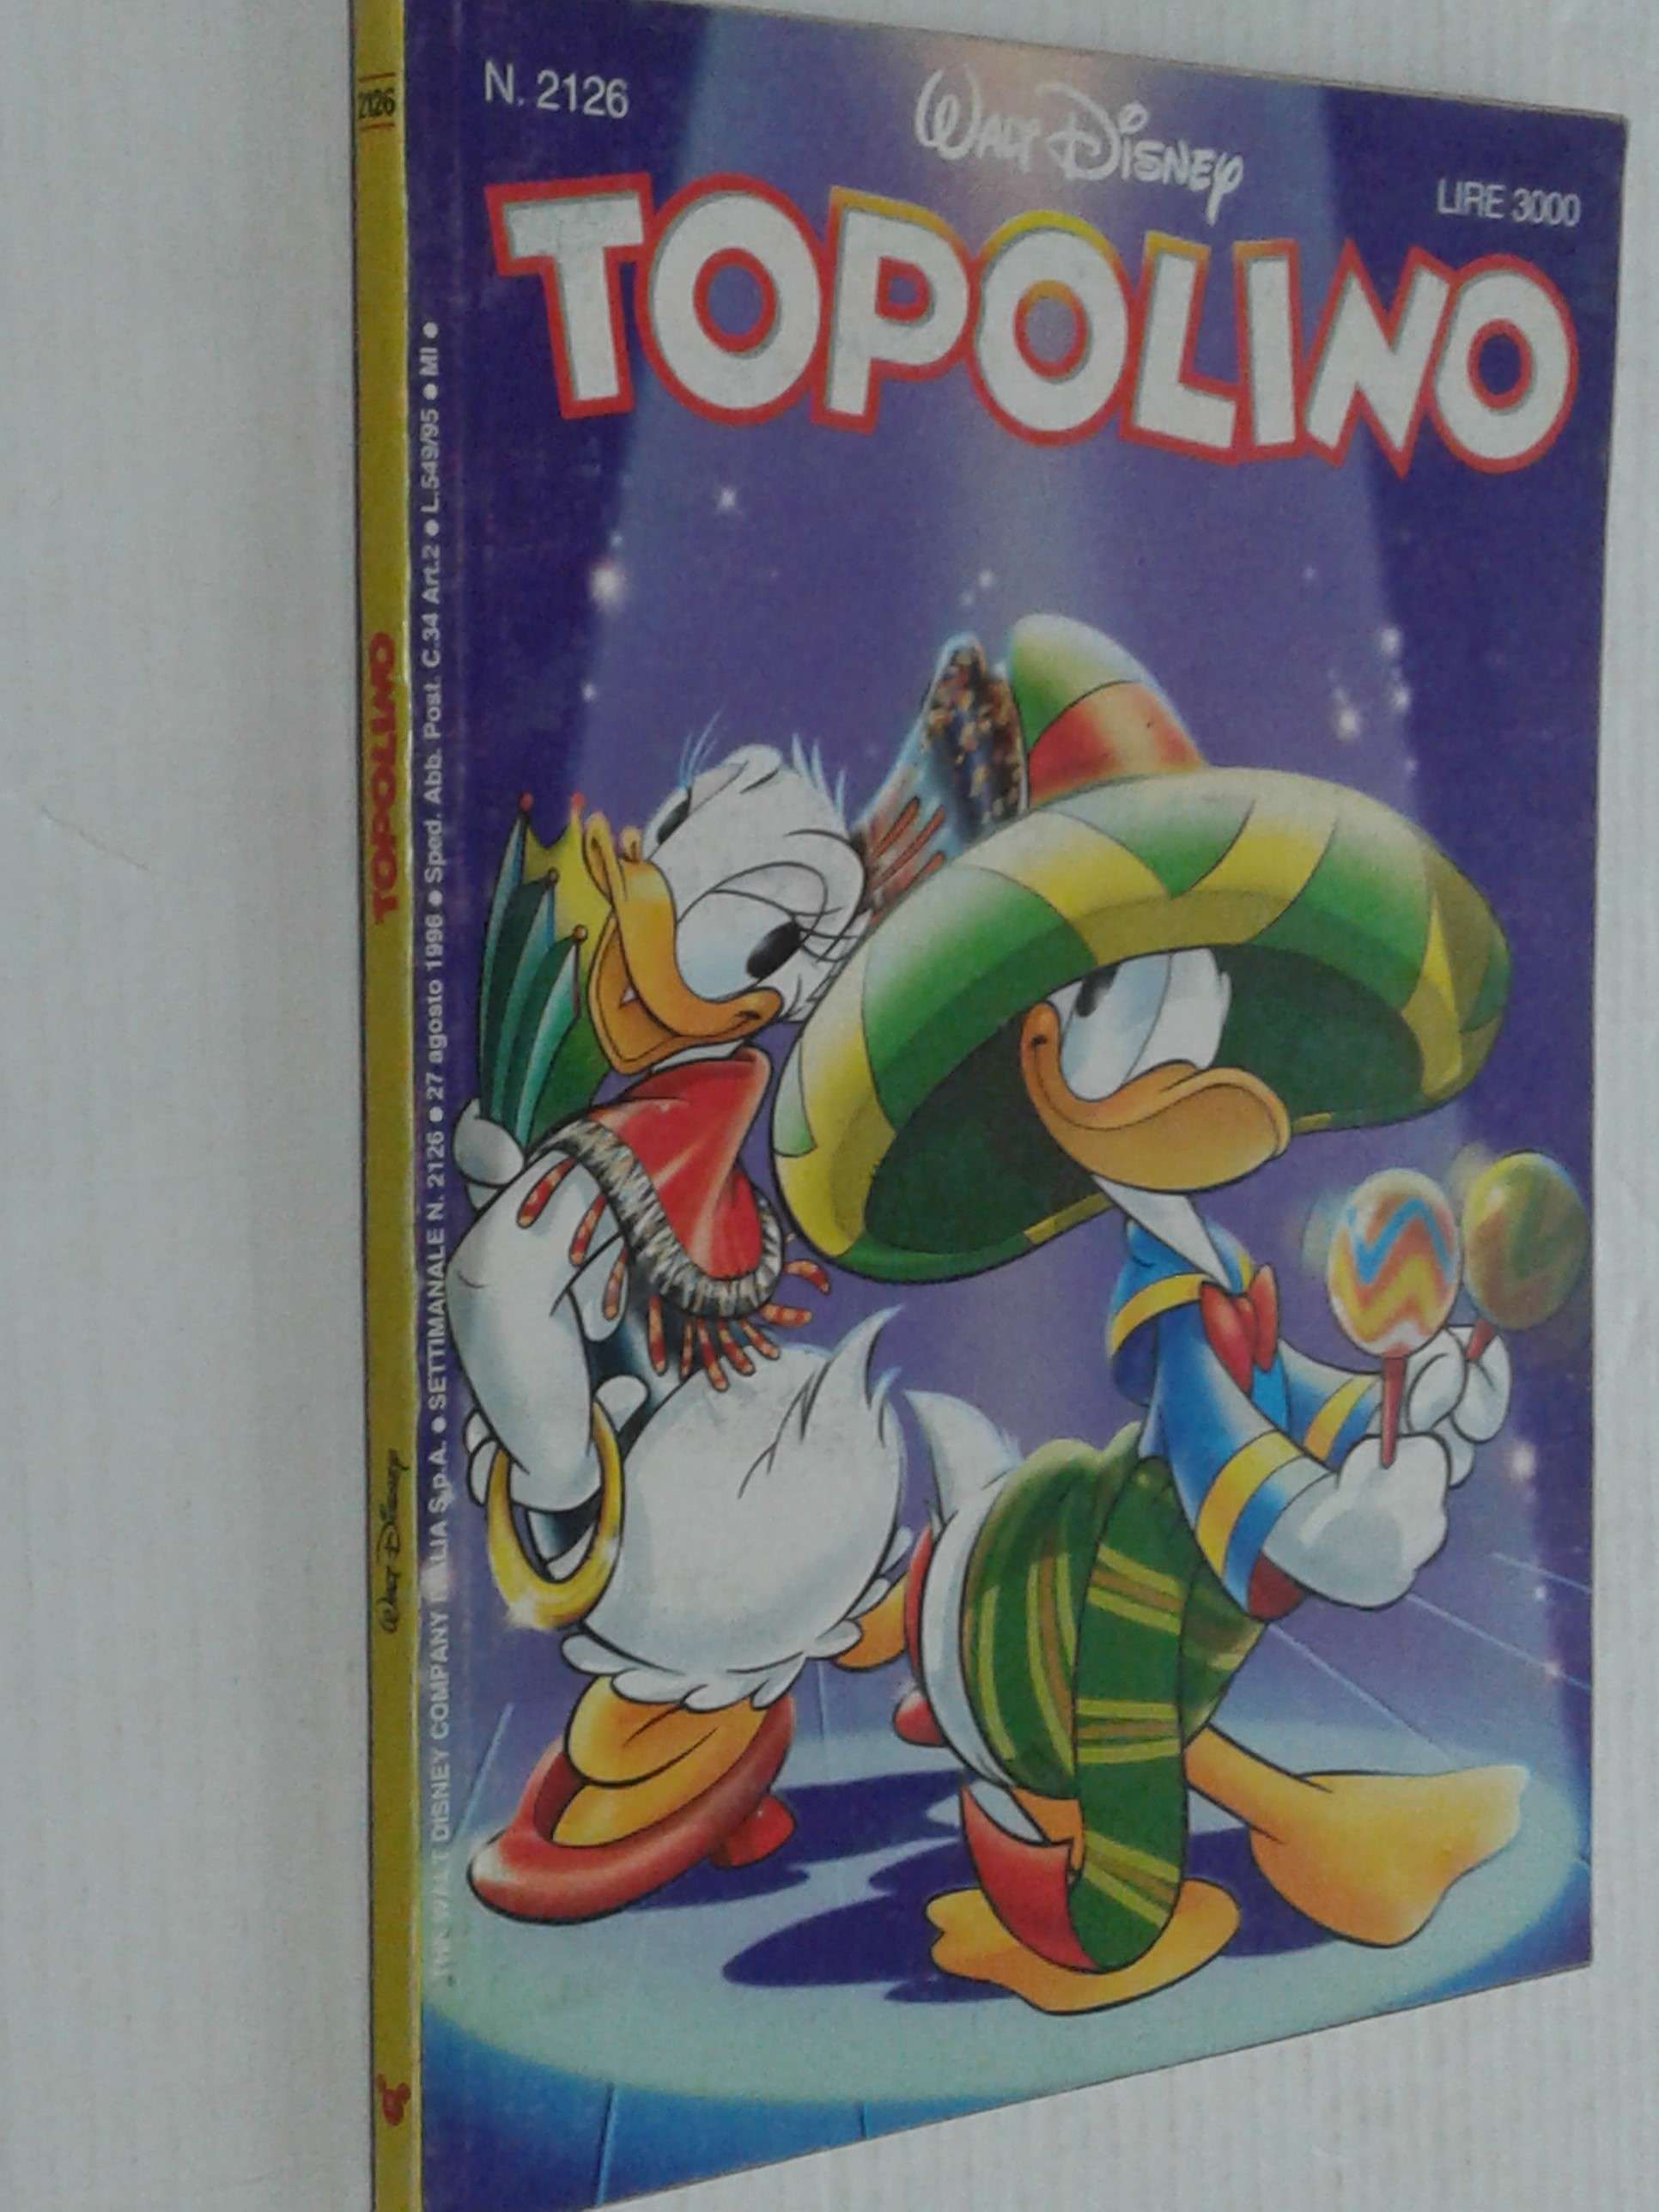 N. 2126
WALT DISNEY
LIRE 3000
TOPOLINO
THE WALT DISNEY COMPANY ITALIA S.p.A. ● SETTIMANALE N. 2126 ● 27 agosto 1996 ● Sped. Abb. Post. C.34 Art.2 ● L.549/95 ● MI ●
2126
TOPOLINO
WALT DISNEY